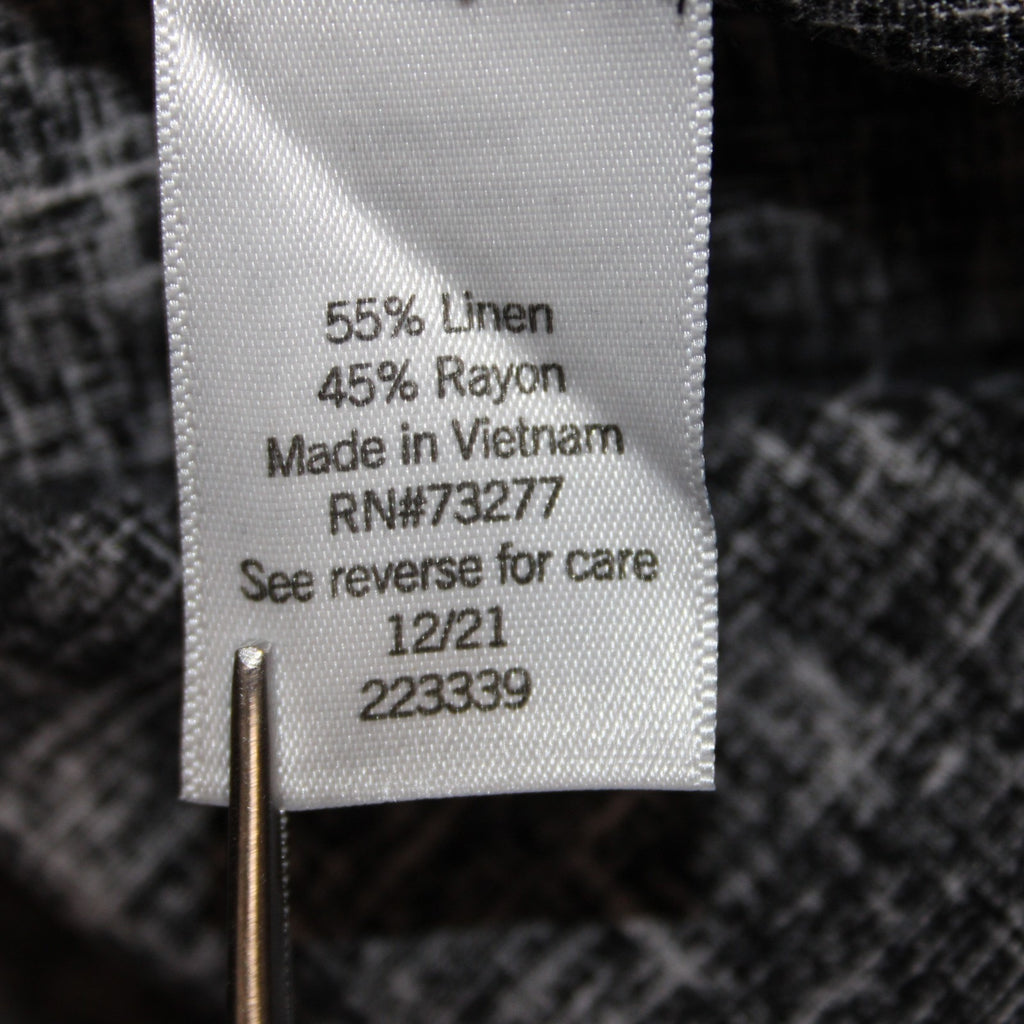 55% Linen
45% Rayon
Made in Vietnam
RN#73277
See reverse for care
12/21
223339